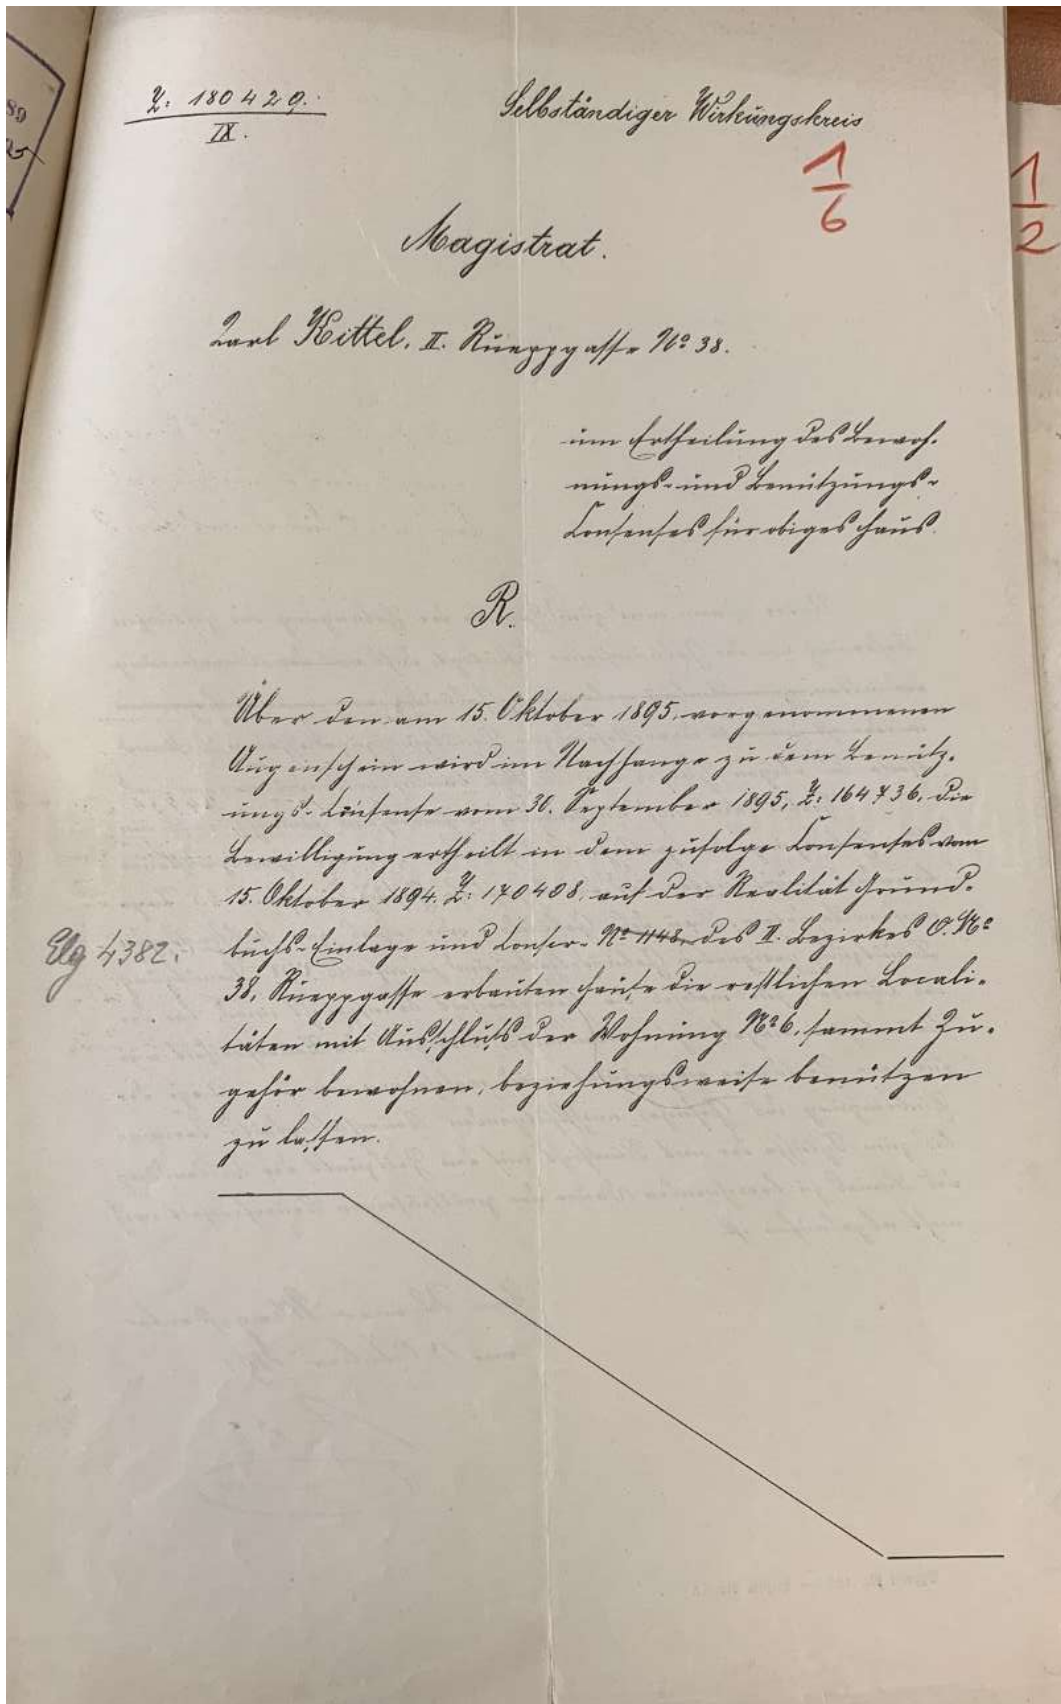 Z: 180429.
IX.
Selbständiger Wirkungskreis
1
6
1
2
Magistrat.
Karl Kittel, II. Rueppgasse No 38.
um Ertheilung des Bewoh-
nungs- und Benützungs-
Consenses für obiges Haus.
R.
Über den am 15. Oktober 1895, vorgenommenen
Augenschein wird im Nachhange zu dem Benütz-
ungs-Consense vom 30. September 1895, Z: 164736, die
Bewilligung ertheilt in dem zufolge Consenses vom
15. Oktober 1894. Z: 170408, auf der Realität Grund-
Elg 4382.
buchs-Einlage und Conscr. No 1148, des II. Bezirkes O. No
38, Rueppgasse erbauten Hause die restlichen Locali-
täten mit Ausschluß der Wohnung No 6, sammt Zu-
gehör bewohnen, beziehungsweise benützen
zu lassen.